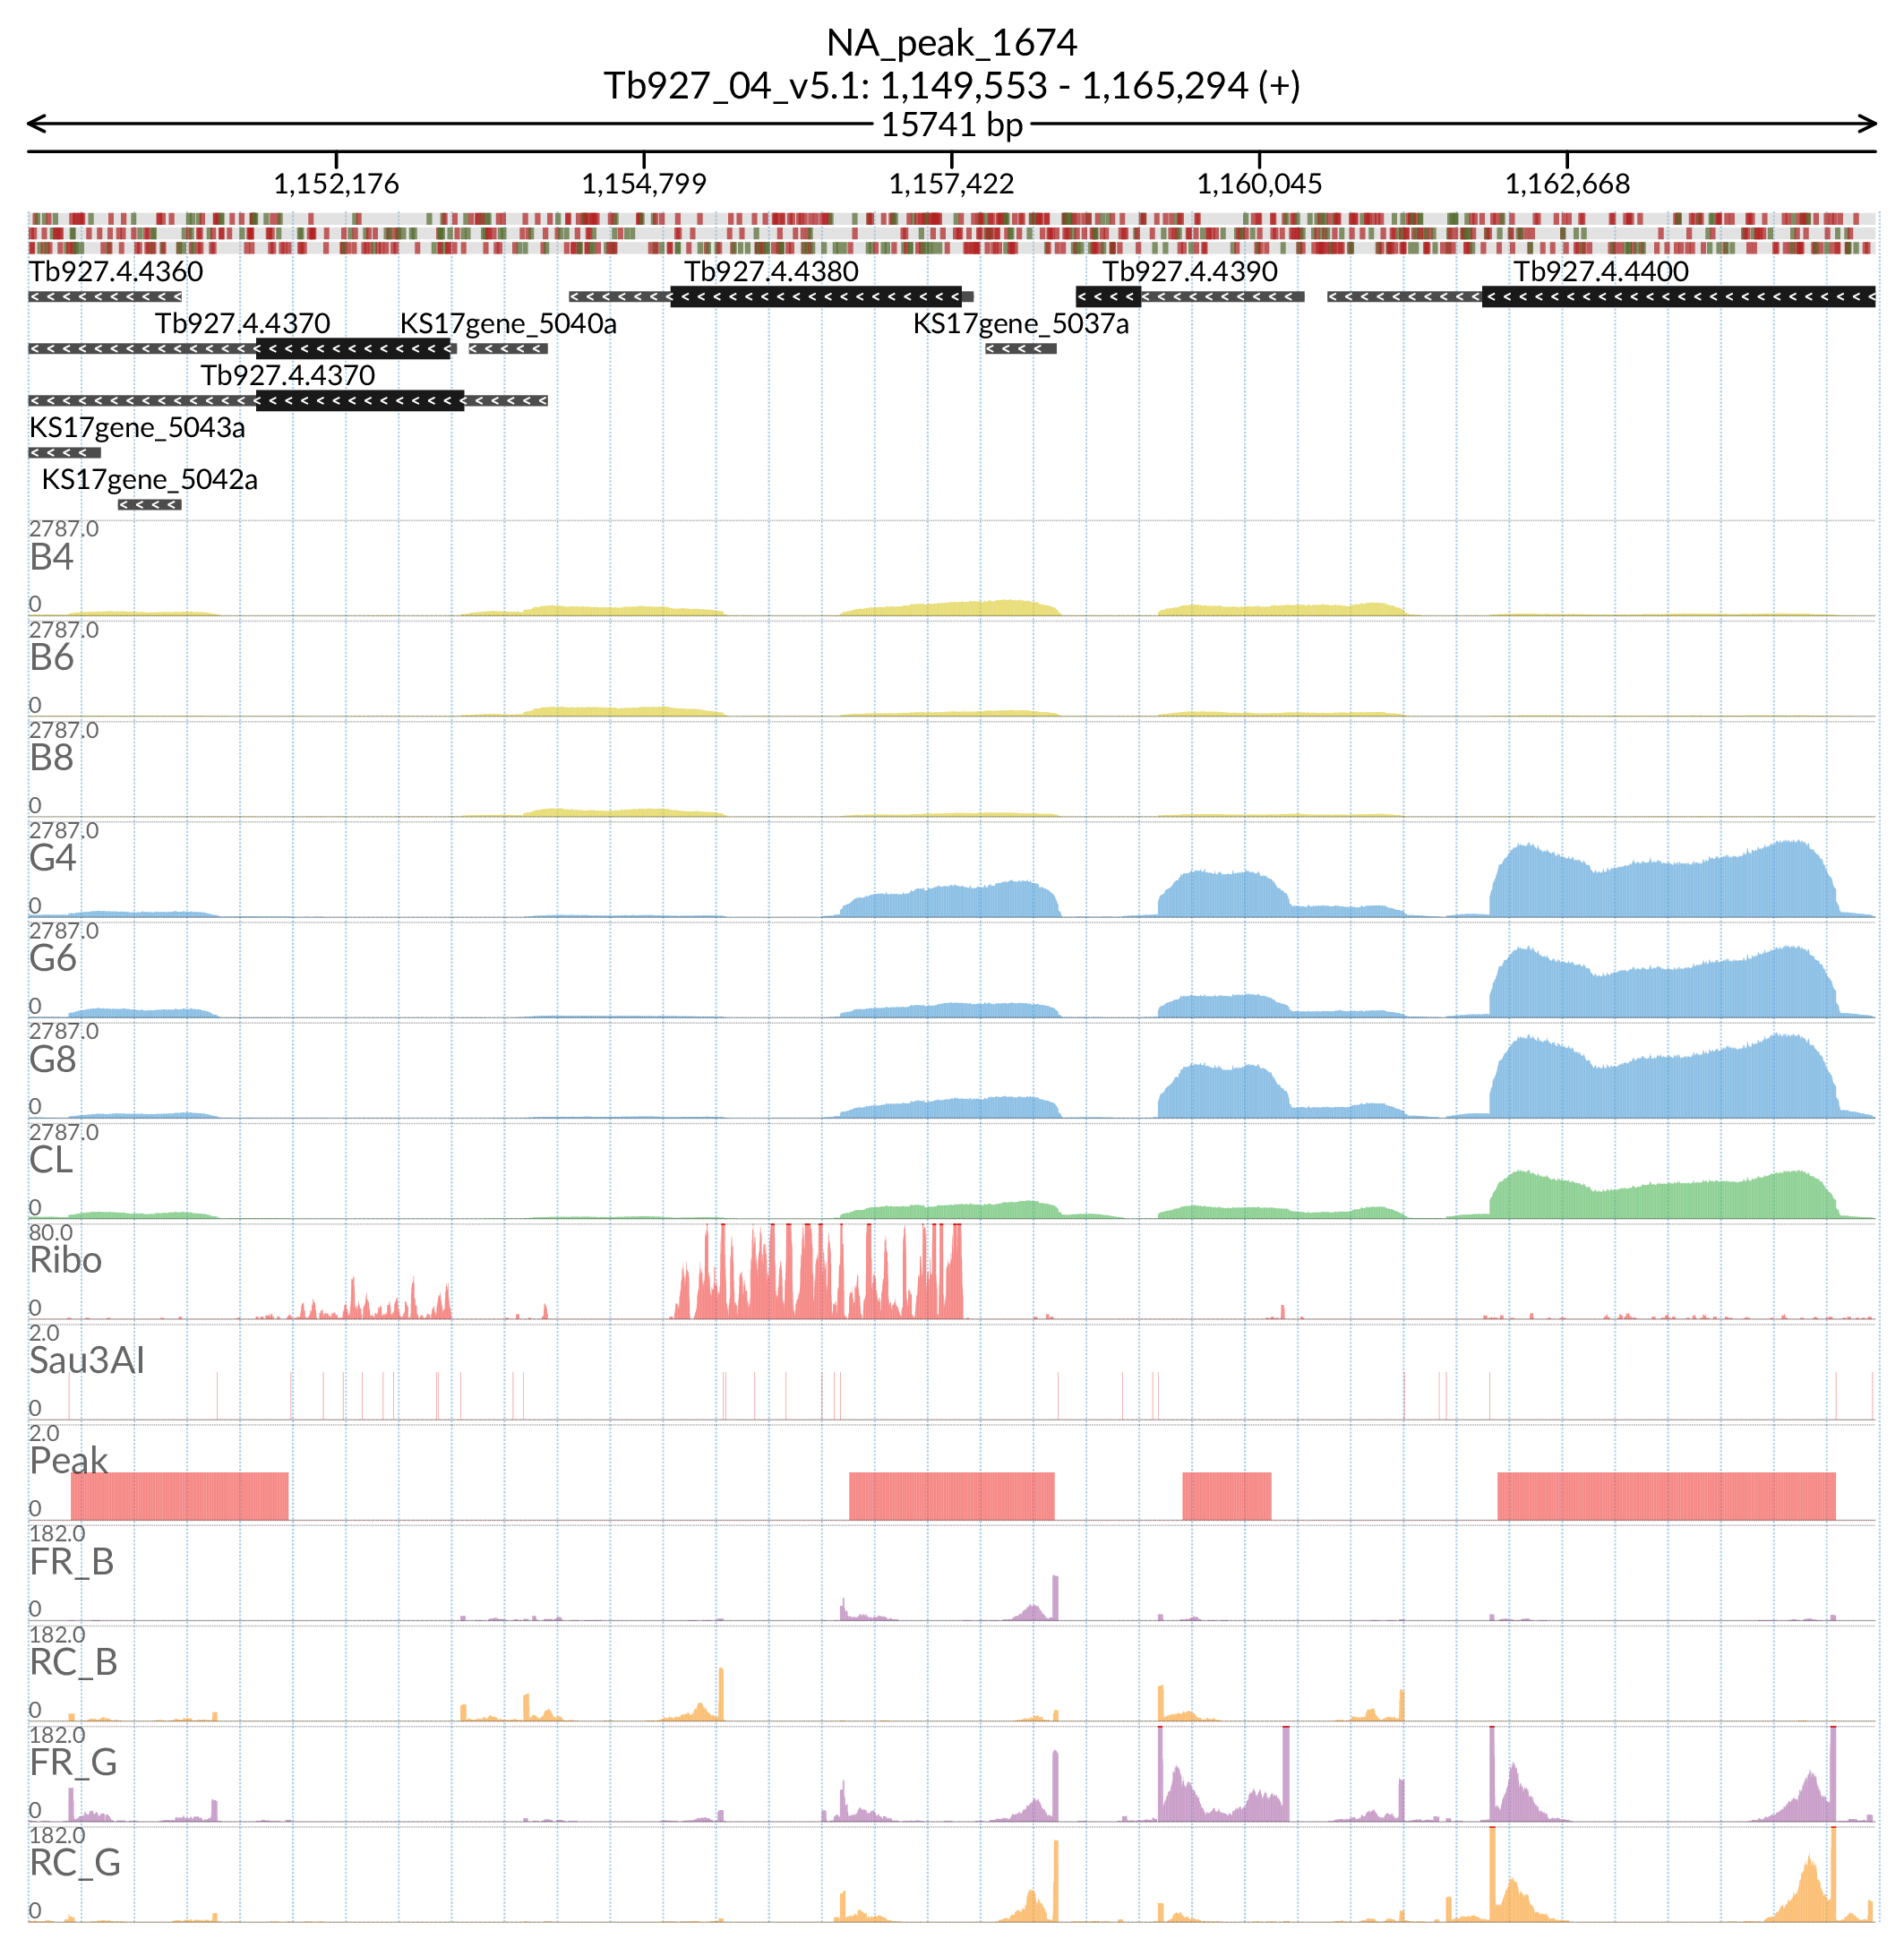 NA_peak_1674
Tb927_04_v5.1: 1,149,553 - 1,165,294 (+)
15741 bp
1,152,176 1,154,799 1,157,422 1,160,045 1,162,668
Tb927.4.4360 Tb927.4.4380 Tb927.4.4390 Tb927.4.4400
Tb927.4.4370 KS17gene_5040a KS17gene_5037a
Tb927.4.4370
KS17gene_5043a
KS17gene_5042a
2787.0
B4
0
2787.0
B6
0
2787.0
B8
0
2787.0
G4
0
2787.0
G6
0
2787.0
G8
0
2787.0
CL
0
80.0
Ribo
0
2.0
Sau3AI
0
2.0
Peak
0
182.0
FR_B
0
182.0
RC_B
0
182.0
FR_G
0
182.0
RC_G
0